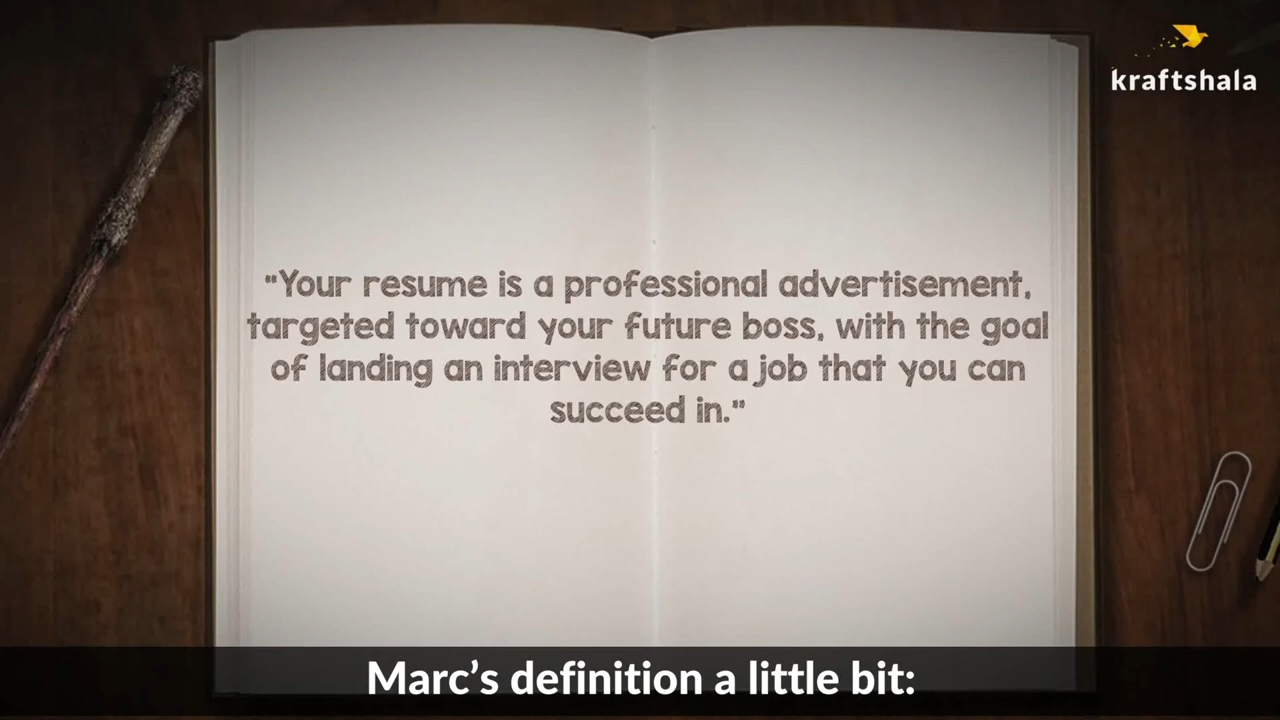 kraftshala
“Your resume is a professional advertisement,
targeted toward your future boss, with the goal
of landing an interview for a job that you can
succeed in.”
Marc’s definition a little bit: